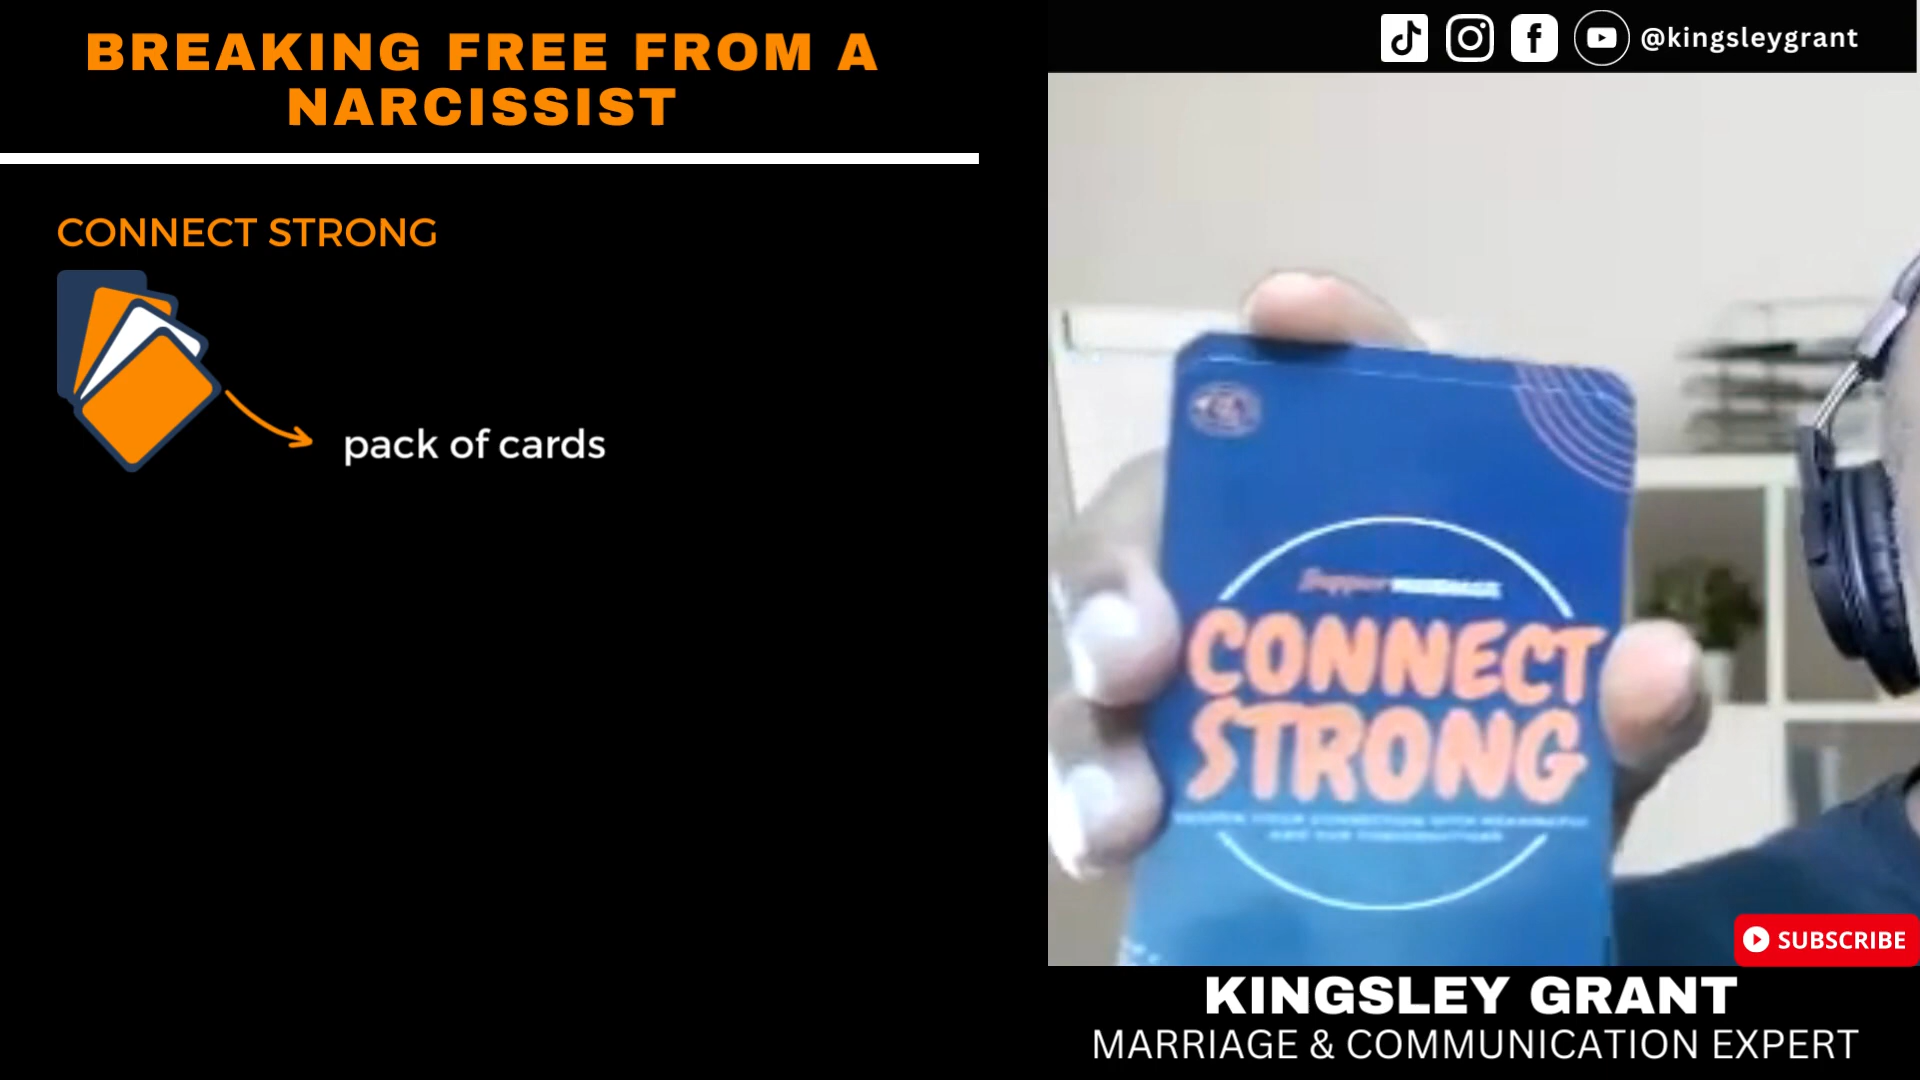 BREAKING FREE FROM A
NARCISSIST
@kingsleygrant
CONNECT STRONG
pack of cards
CONNECT
STRONG
SUBSCRIBE
KINGSLEY GRANT
MARRIAGE & COMMUNICATION EXPERT